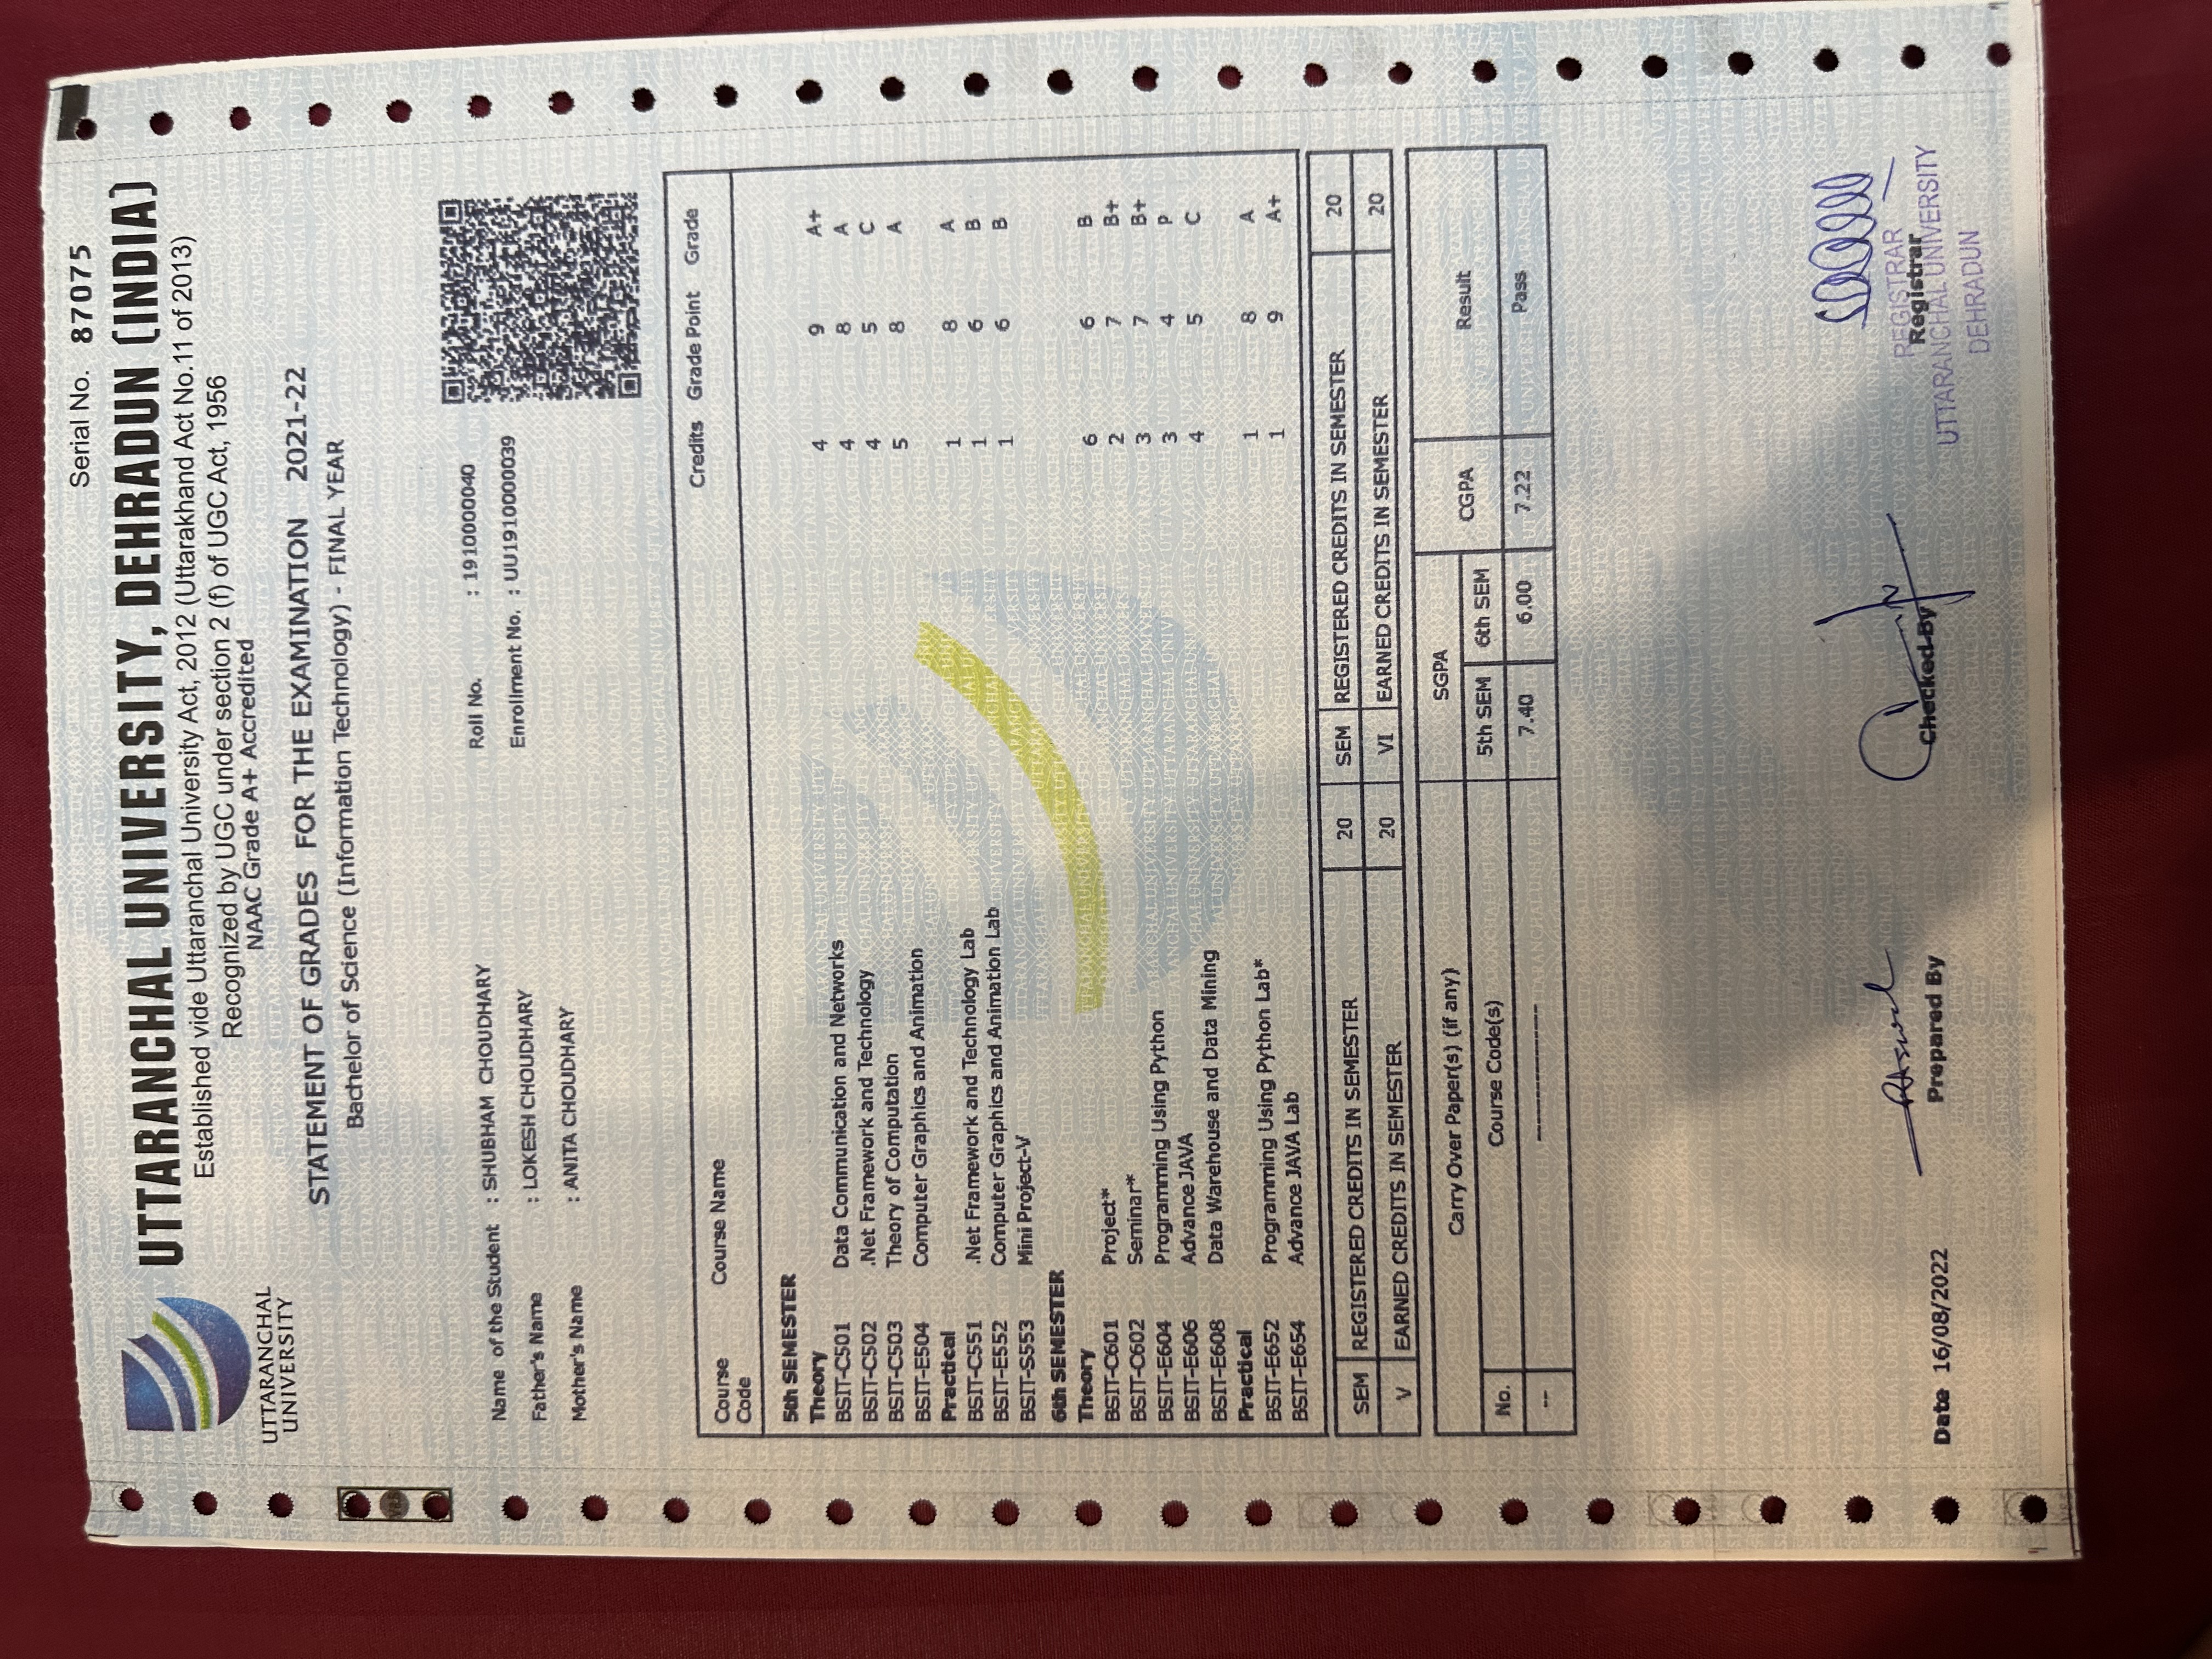 Serial No. 87075
UTTARANCHAL UNIVERSITY, DEHRADUN (INDIA)
Established vide Uttaranchal University Act, 2012 (Uttarakhand Act No.11 of 2013)
Recognized by UGC under section 2 (f) of UGC Act, 1956
NAAC Grade A+ Accredited
UTTARANCHAL
UNIVERSITY
STATEMENT OF GRADES FOR THE EXAMINATION 2021-22
Bachelor of Science (Information Technology) - FINAL YEAR
Name of the Student : SHUBHAM CHOUDHARY Roll No. : 1910000040
Father's Name : LOKESH CHOUDHARY Enrollment No. : UU1910000039
Mother's Name : ANITA CHOUDHARY
Course Code Course Name Credits Grade Point Grade
5th SEMESTER
Theory
BSIT-C501 Data Communication and Networks 4 9 A+
BSIT-C502 .Net Framework and Technology 4 8 A
BSIT-C503 Theory of Computation 4 5 C
BSIT-E504 Computer Graphics and Animation 5 8 A
Practical
BSIT-C551 .Net Framework and Technology Lab 1 8 A
BSIT-E552 Computer Graphics and Animation Lab 1 6 B
BSIT-S553 Mini Project-V 1 6 B
6th SEMESTER
Theory
BSIT-C601 Project* 6 6 B
BSIT-C602 Seminar* 2 7 B+
BSIT-E604 Programming Using Python 3 7 B+
BSIT-E606 Advance JAVA 3 4 P
BSIT-E608 Data Warehouse and Data Mining 4 5 C
Practical
BSIT-E652 Programming Using Python Lab* 1 8 A
BSIT-E654 Advance JAVA Lab 1 9 A+
SEM REGISTERED CREDITS IN SEMESTER 20 SEM REGISTERED CREDITS IN SEMESTER 20
V EARNED CREDITS IN SEMESTER 20 VI EARNED CREDITS IN SEMESTER 20
Carry Over Paper(s) (if any) SGPA CGPA Result
No. Course Code(s) 5th SEM 6th SEM
-- ---------------- 7.40 6.00 7.22 Pass
Date 16/08/2022 Prepared By Checked By Registrar
REGISTRAR
UTTARANCHAL UNIVERSITY
DEHRADUN